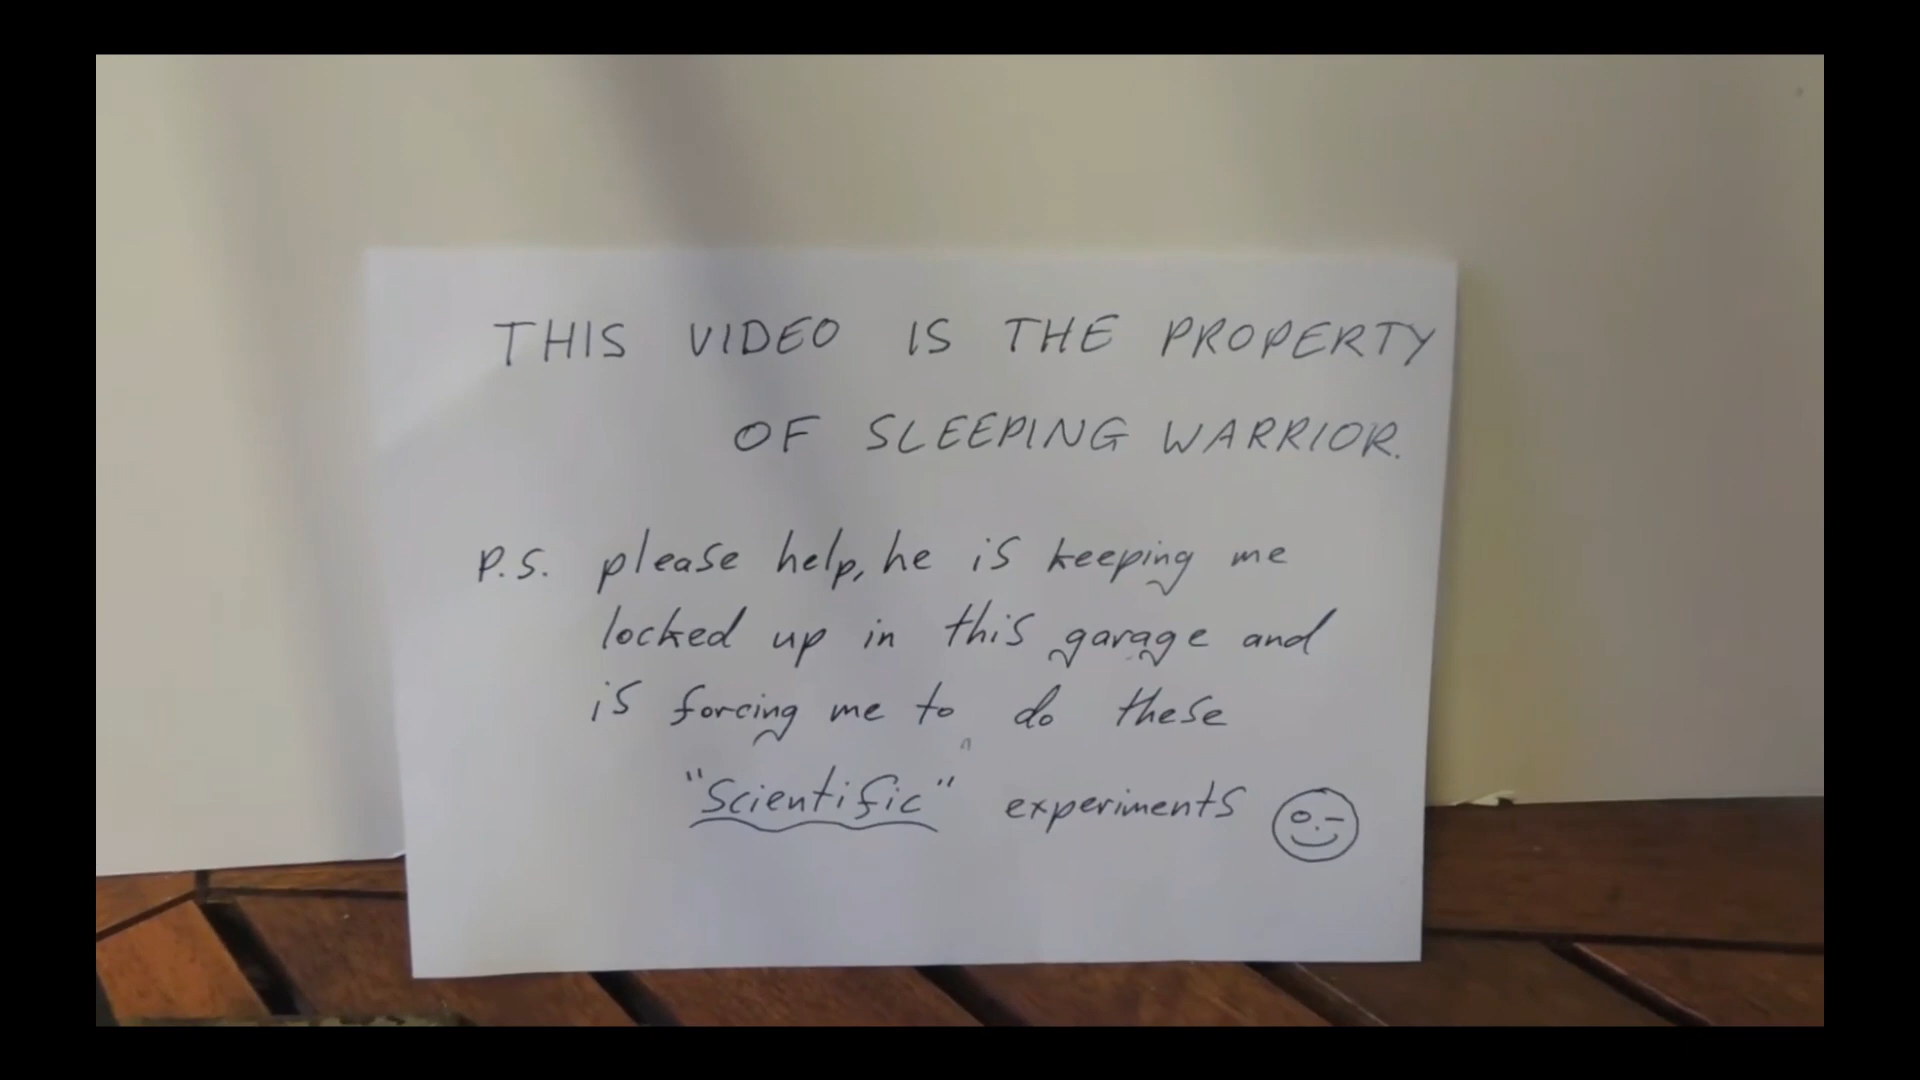 THIS VIDEO IS THE PROPERTY
OF SLEEPING WARRIOR.
P.S. please help, he is keeping me
locked up in this garage and
is forcing me to do these
"Scientific" experiments